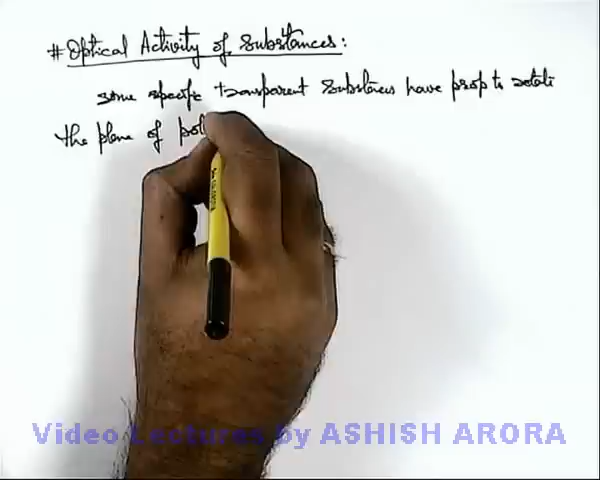 # Optical Activity of Substances:
some specific transparent substances have prop to rotate
the plane of pol
Video Lectures by ASHISH ARORA